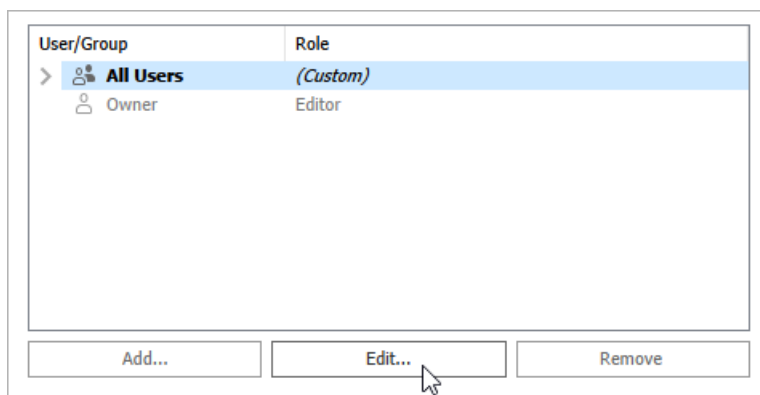 User/Group Role
All Users (Custom)
Owner Editor
Add... Edit... Remove